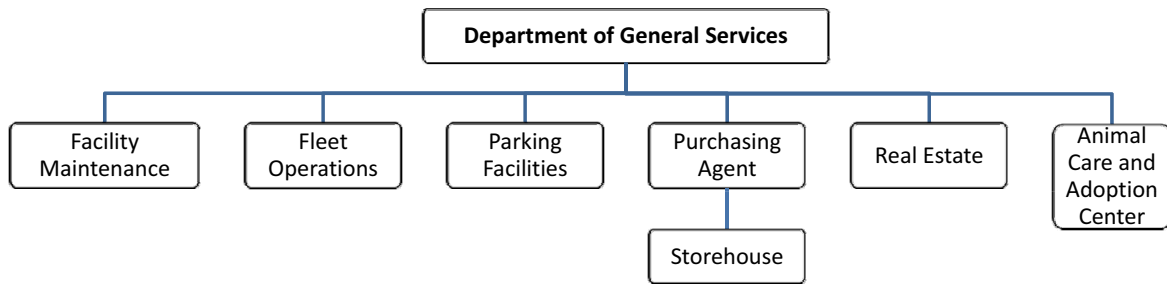 Department of General Services
Facility
Maintenance
Fleet
Operations
Parking
Facilities
Purchasing
Agent
Real Estate
Animal
Care and
Adoption
Center
Storehouse